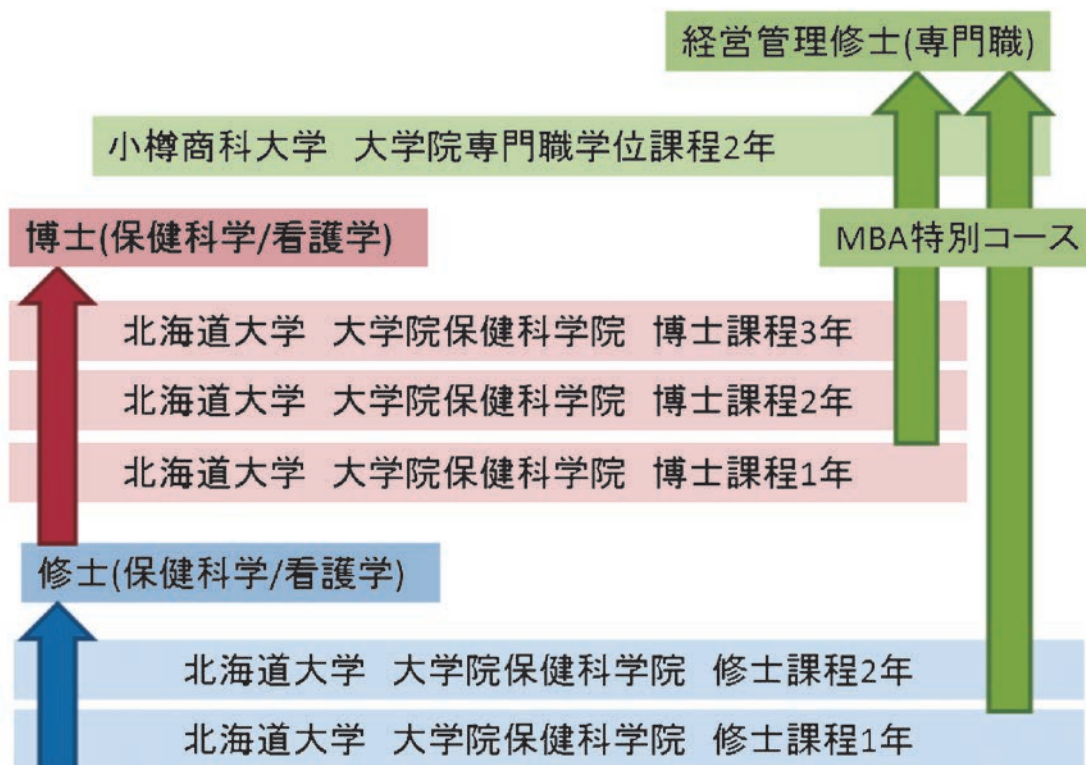 経営管理修士(専門職)
小樽商科大学 大学院専門職学位課程2年
博士(保健科学/看護学)
MBA特別コース
北海道大学 大学院保健科学院 博士課程3年
北海道大学 大学院保健科学院 博士課程2年
北海道大学 大学院保健科学院 博士課程1年
修士(保健科学/看護学)
北海道大学 大学院保健科学院 修士課程2年
北海道大学 大学院保健科学院 修士課程1年